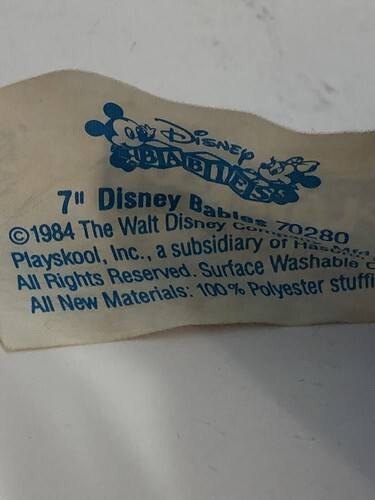 Disney
BABIES
7" Disney Babies 70280
©1984 The Walt Disney
Playskool, Inc., a subsidiary of
All Rights Reserved. Surface Washable
All New Materials: 100% Polyester stuffi